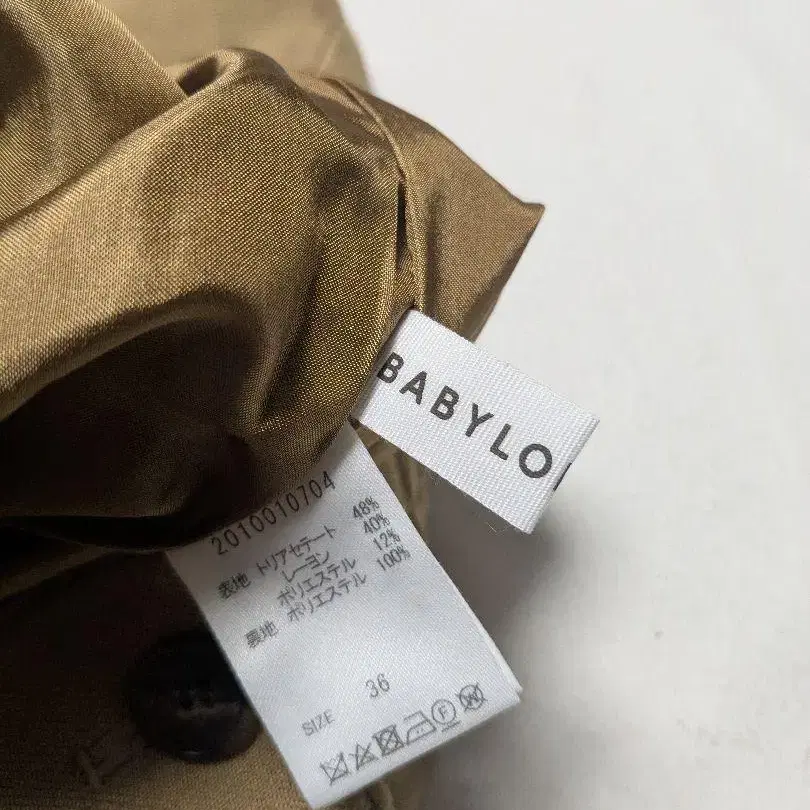 BABYLO
2010010704
表地 トリアセテート 48%
レーヨン 40%
ポリエステル 12%
裏地 ポリエステル 100%
SIZE 36
F
W